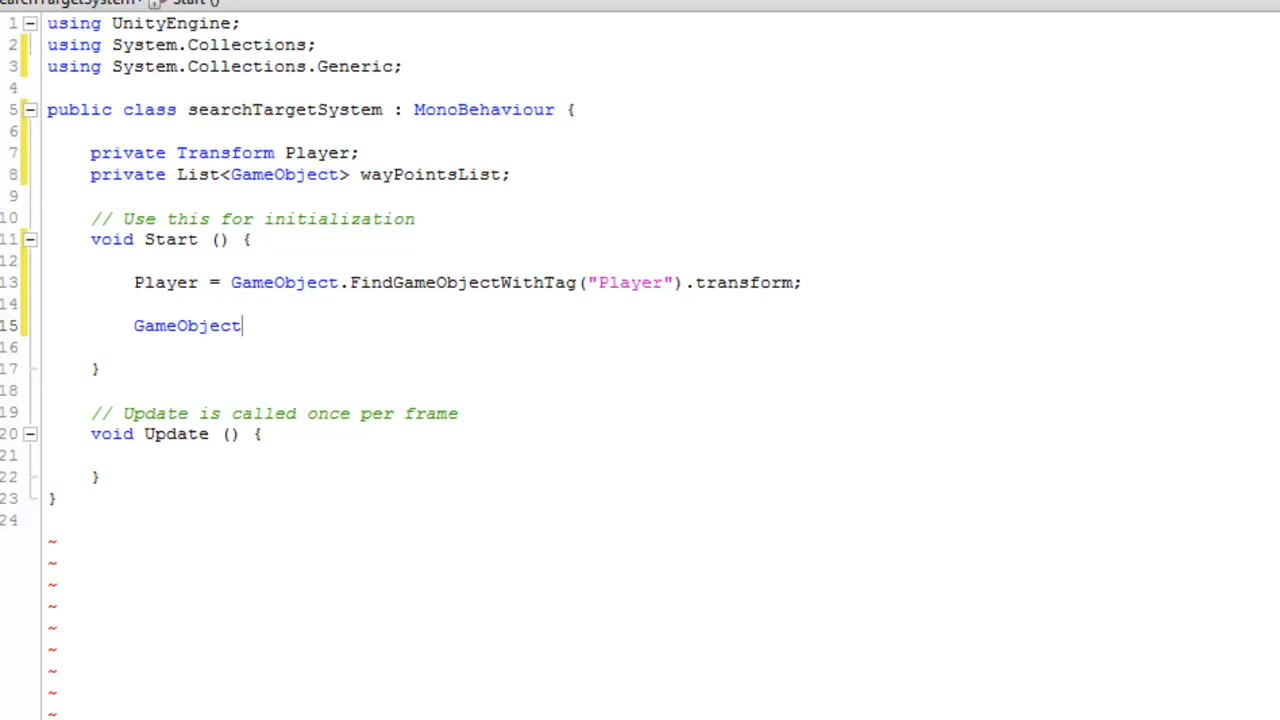 Start ()
1 using UnityEngine;
2 using System.Collections;
3 using System.Collections.Generic;
4
5 public class searchTargetSystem : MonoBehaviour {
6
7 private Transform Player;
8 private List<GameObject> wayPointsList;
9
10 // Use this for initialization
11 void Start () {
12
13 Player = GameObject.FindGameObjectWithTag("Player").transform;
14
15 GameObject
16
17 }
18
19 // Update is called once per frame
20 void Update () {
21
22 }
23 }
24
~
~
~
~
~
~
~
~
~